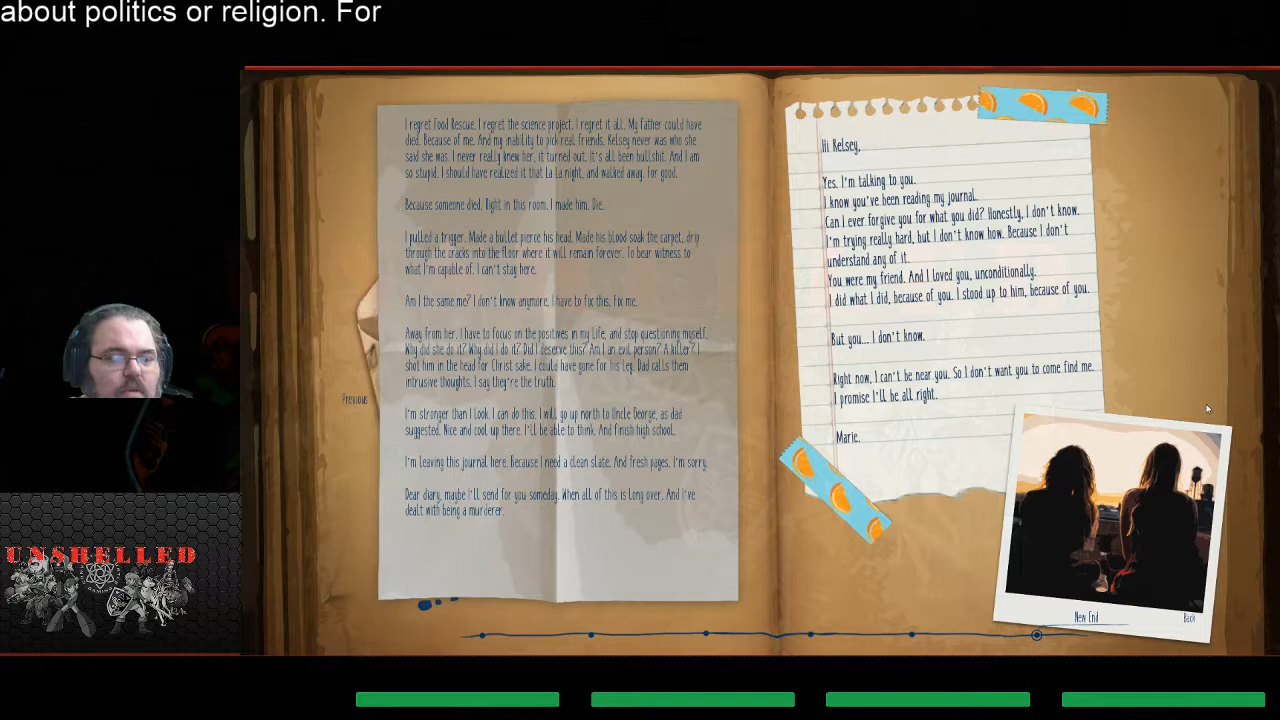 about politics or religion. For
I regret Food Rescue. I regret the science project. I regret it all. My father could have
died. Because of me. And my inability to pick real friends. Kelsey never was who she
said she was. I never really knew her, it turned out. It's all been bullshit. And I am
so stupid. I should have realized it that La La night, and walked away. For good.
Because someone died. Right in this room. I made him. Die.
I pulled a trigger. Made a bullet pierce his head. Made his blood soak the carpet, drip
through the cracks into the floor where it will remain forever. To bear witness to
what I'm capable of. I can't stay here.
Am I the same me? I don't know anymore. I have to fix this. Fix me.
Away from her. I have to focus on the positives in my life, and stop questioning myself.
Why did she do it? Why did I do it? Did I deserve this? Am I an evil person? A killer? I
shot him in the head for Christ sake. I could have gone for his leg. Dad calls them
intrusive thoughts. I say they're the truth.
I'm stronger than I look. I can do this. I will go up north to Uncle George, as dad
suggested. Nice and cool up there. I'll be able to think. And finish high school.
I'm leaving this journal here. Because I need a clean slate. And fresh pages. I'm sorry.
Dear diary, maybe I'll send for you someday. When all of this is long over. And I've
dealt with being a murderer.
Previous
Hi Kelsey,
Yes. I'm talking to you.
I know you've been reading my journal.
Can I ever forgive you for what you did? Honestly, I don't know.
I'm trying really hard, but I don't know how. Because I don't
understand any of it.
You were my friend. And I loved you, unconditionally.
I did what I did, because of you. I stood up to him, because of you.
But you... I don't know.
Right now, I can't be near you. So I don't want you to come find me.
I promise I'll be all right.
Marie.
New End
Back
UNSHELLED